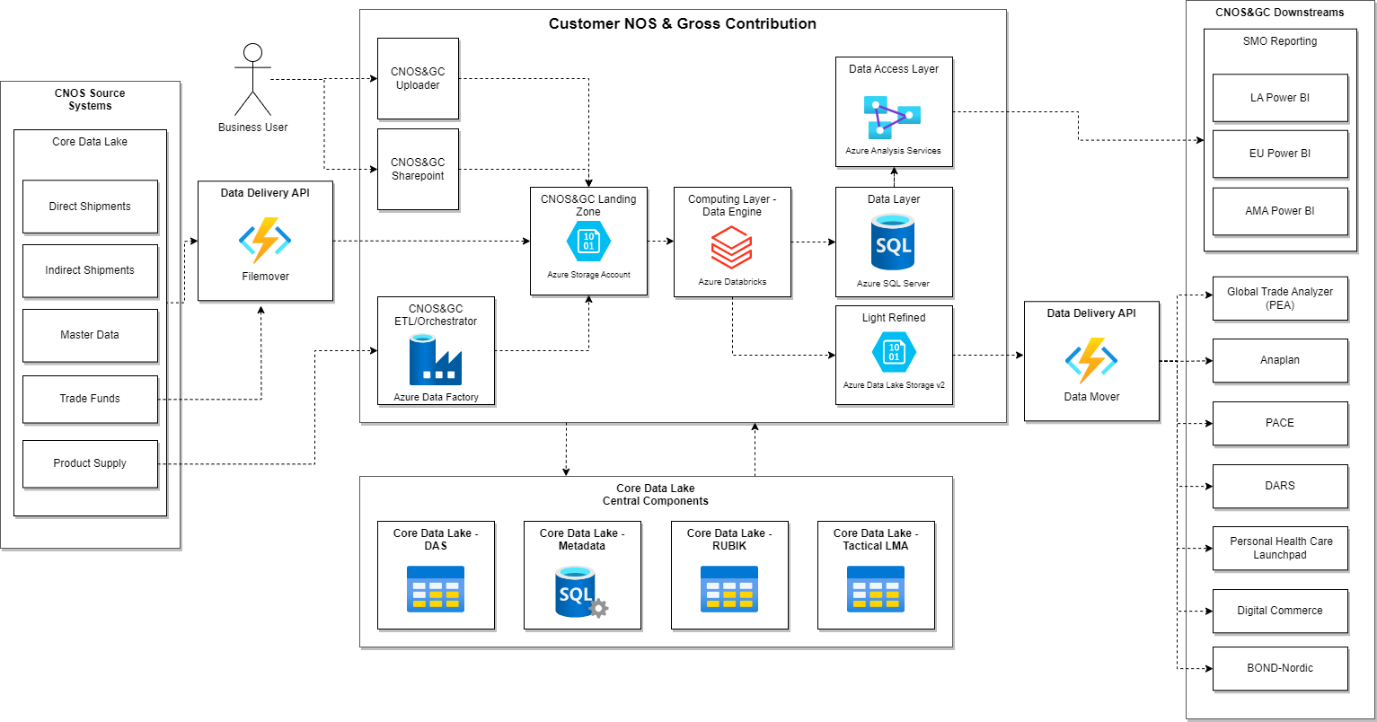 CNOS Source
Systems
Core Data Lake
Direct Shipments
Indirect Shipments
Master Data
Trade Funds
Product Supply
Business User
Data Delivery API
Filemover
Customer NOS & Gross Contribution
CNOS&GC
Uploader
CNOS&GC
Sharepoint
CNOS&GC Landing
Zone
10
01
Azure Storage Account
CNOS&GC
ETL/Orchestrator
Azure Data Factory
Computing Layer -
Data Engine
Azure Databricks
Data Access Layer
Azure Analysis Services
Data Layer
SQL
Azure SQL Server
Light Refined
10
01
Azure Data Lake Storage v2
Core Data Lake
Central Components
Core Data Lake -
DAS
Core Data Lake -
Metadata
SQL
Core Data Lake -
RUBIK
Core Data Lake -
Tactical LMA
Data Delivery API
Data Mover
CNOS&GC Downstreams
SMO Reporting
LA Power BI
EU Power BI
AMA Power BI
Global Trade Analyzer
(PEA)
Anaplan
PACE
DARS
Personal Health Care
Launchpad
Digital Commerce
BOND-Nordic